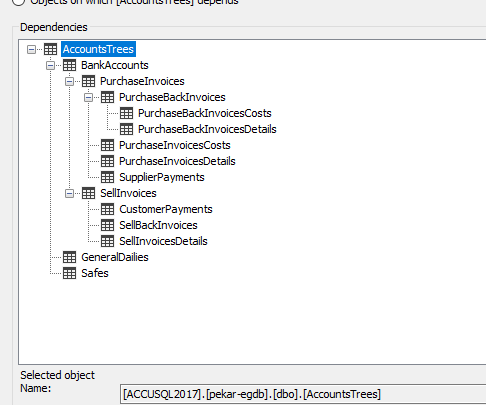 Objects on which [AccountsTrees] depends
Dependencies
AccountsTrees
BankAccounts
PurchaseInvoices
PurchaseBackInvoices
PurchaseBackInvoicesCosts
PurchaseBackInvoicesDetails
PurchaseInvoicesCosts
PurchaseInvoicesDetails
SupplierPayments
SellInvoices
CustomerPayments
SellBackInvoices
SellInvoicesDetails
GeneralDailies
Safes
Selected object
Name: [ACCUSQL2017].[pekar-egdb].[dbo].[AccountsTrees]